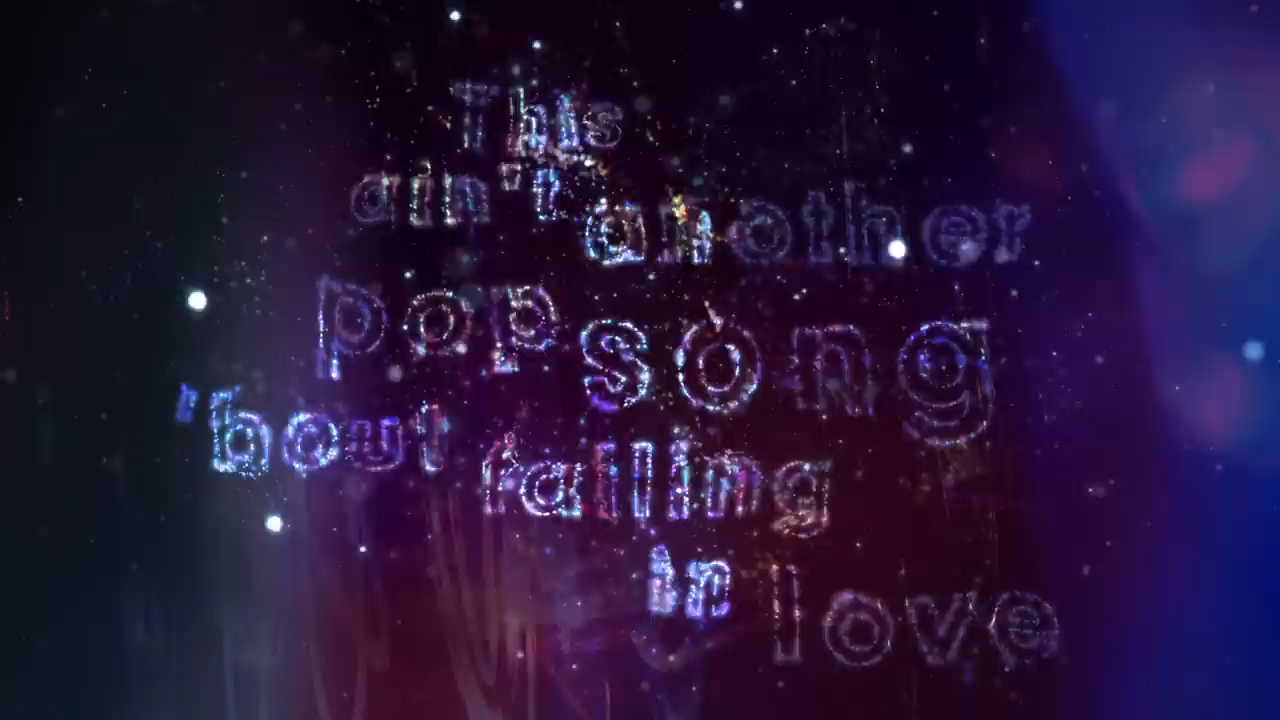 This
ain't another
pop song
'bout falling
in love